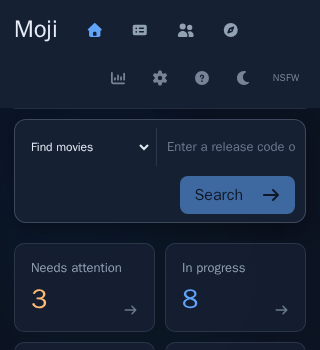 Moji
NSFW
Find movies
Enter a release code o
Search
Needs attention
3
In progress
8